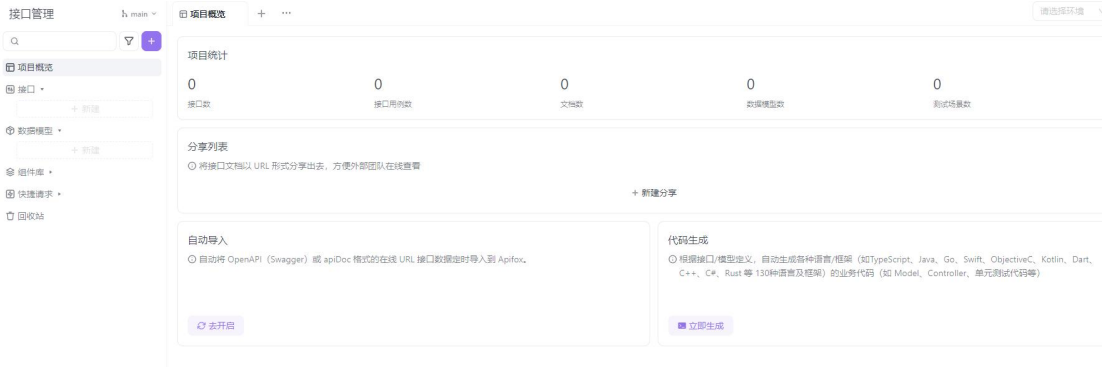 接口管理
main
项目概览
接口
+ 新建
数据模型
+ 新建
组件库
快捷请求
回收站
项目概览
请选择环境
项目统计
0
0
0
0
0
接口数
接口用例数
文档数
数据模型数
测试场景数
分享列表
将接口文档以 URL 形式分享出去，方便外部团队在线查看
+ 新建分享
自动导入
自动将 OpenAPI（Swagger）或 apiDoc 格式的在线 URL 接口数据定时导入到 Apifox。
去开启
代码生成
根据接口/模型定义，自动生成各种语言/框架（如TypeScript、Java、Go、Swift、ObjectiveC、Kotlin、Dart、
C++、C#、Rust 等 130种语言及框架）的业务代码（如 Model、Controller、单元测试代码等）
立即生成